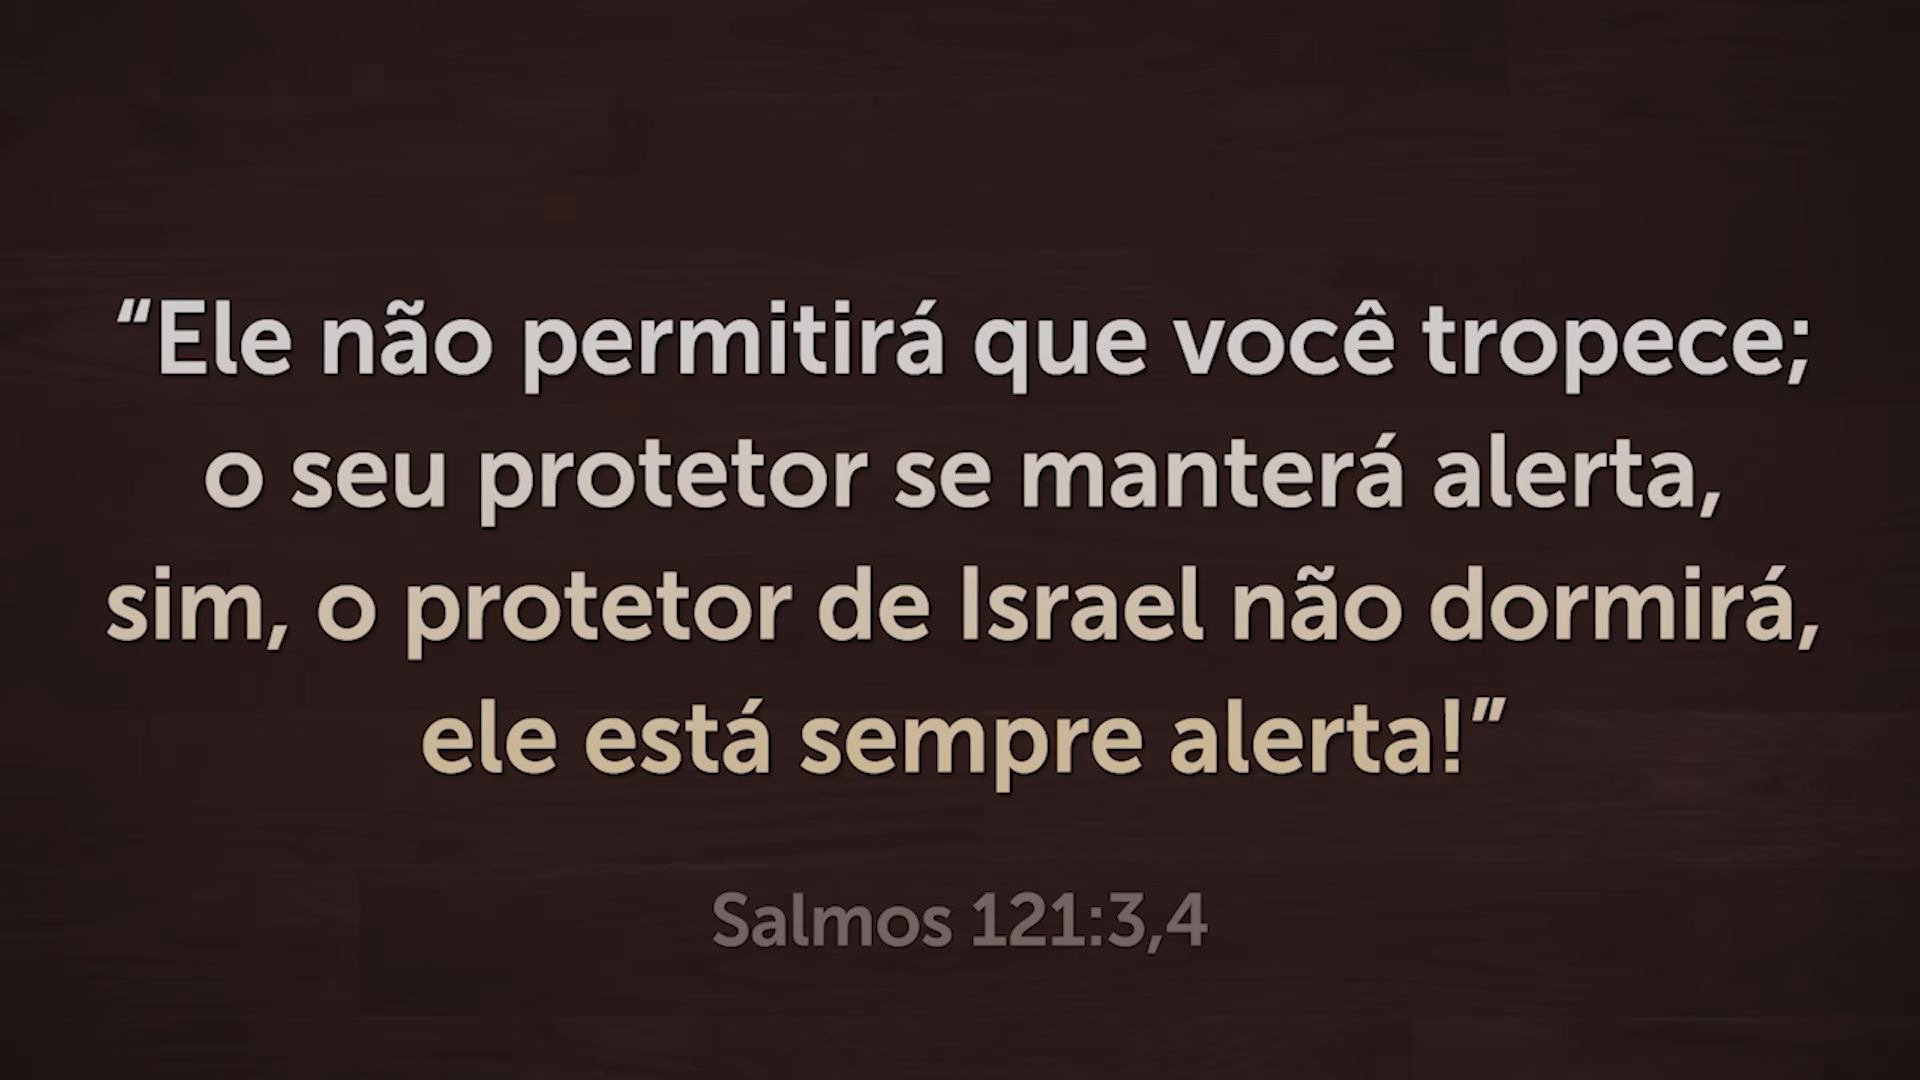 “Ele não permitirá que você tropece;
o seu protetor se manterá alerta,
sim, o protetor de Israel não dormirá,
ele está sempre alerta!”
Salmos 121:3,4